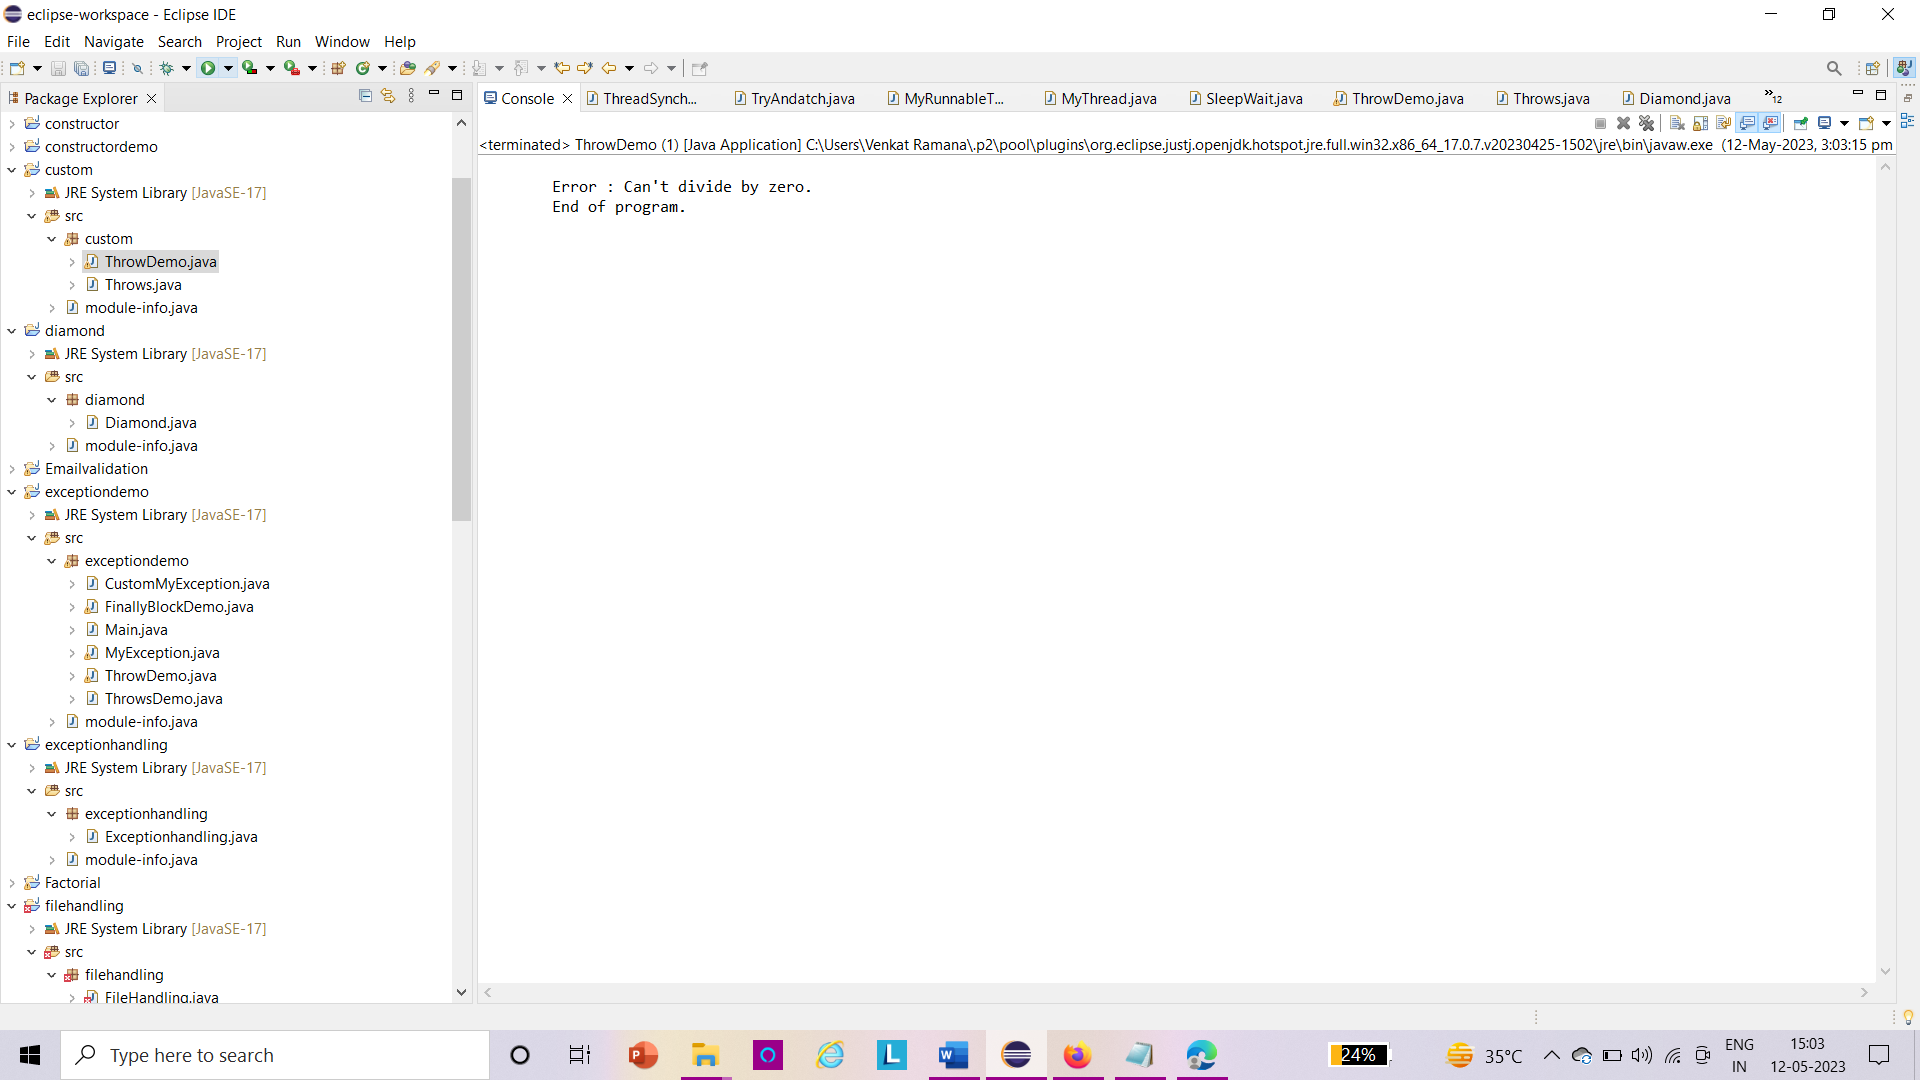 eclipse-workspace - Eclipse IDE
File Edit Navigate Search Project Run Window Help
Package Explorer
constructor
constructordemo
custom
JRE System Library [JavaSE-17]
src
custom
ThrowDemo.java
Throws.java
module-info.java
diamond
JRE System Library [JavaSE-17]
src
diamond
Diamond.java
module-info.java
Emailvalidation
exceptiondemo
JRE System Library [JavaSE-17]
src
exceptiondemo
CustomMyException.java
FinallyBlockDemo.java
Main.java
MyException.java
ThrowDemo.java
ThrowsDemo.java
module-info.java
exceptionhandling
JRE System Library [JavaSE-17]
src
exceptionhandling
Exceptionhandling.java
module-info.java
Factorial
filehandling
JRE System Library [JavaSE-17]
src
filehandling
FileHandling.java
Console ThreadSynch... TryAndatch.java MyRunnableT... MyThread.java SleepWait.java ThrowDemo.java Throws.java Diamond.java »12
<terminated> ThrowDemo (1) [Java Application] C:\Users\Venkat Ramana\.p2\pool\plugins\org.eclipse.justj.openjdk.hotspot.jre.full.win32.x86_64_17.0.7.v20230425-1502\jre\bin\javaw.exe (12-May-2023, 3:03:15 pm
Error : Can't divide by zero.
End of program.
Type here to search
24%
35°C
ENG
IN
15:03
12-05-2023